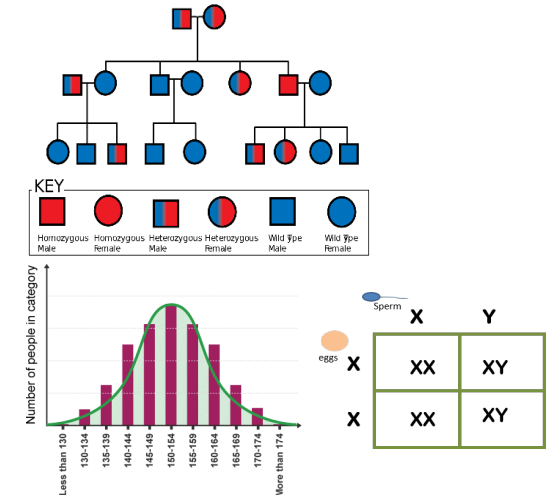 KEY
Homozygous Homozygous Heterozygous Heterozygous Wild Type Wild Type
Male Female Male Female Male Female
Number of people in category
Less than 130
130-134
135-139
140-144
145-149
150-154
155-159
160-164
165-169
170-174
More than 174
Sperm
X Y
eggs
X XX XY
X XX XY